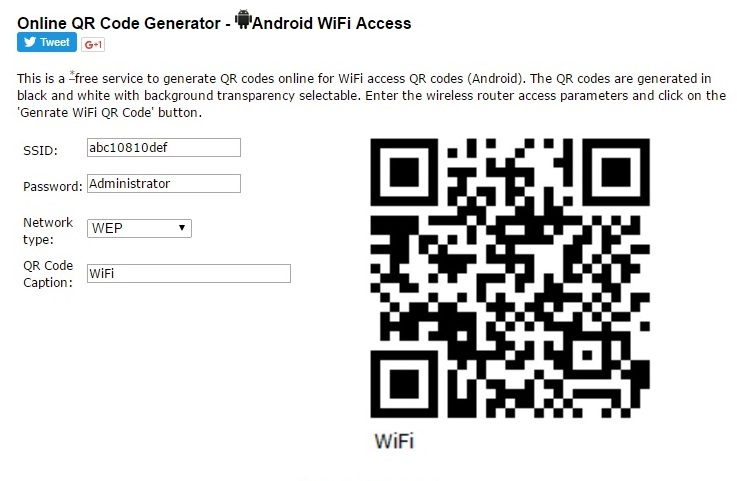 Online QR Code Generator - Android WiFi Access
Tweet G+1
This is a *free service to generate QR codes online for WiFi access QR codes (Android). The QR codes are generated in
black and white with background transparency selectable. Enter the wireless router access parameters and click on the
'Genrate WiFi QR Code' button.
SSID: abc10810def
Password: Administrator
Network
type: WEP
QR Code
Caption: WiFi
WiFi